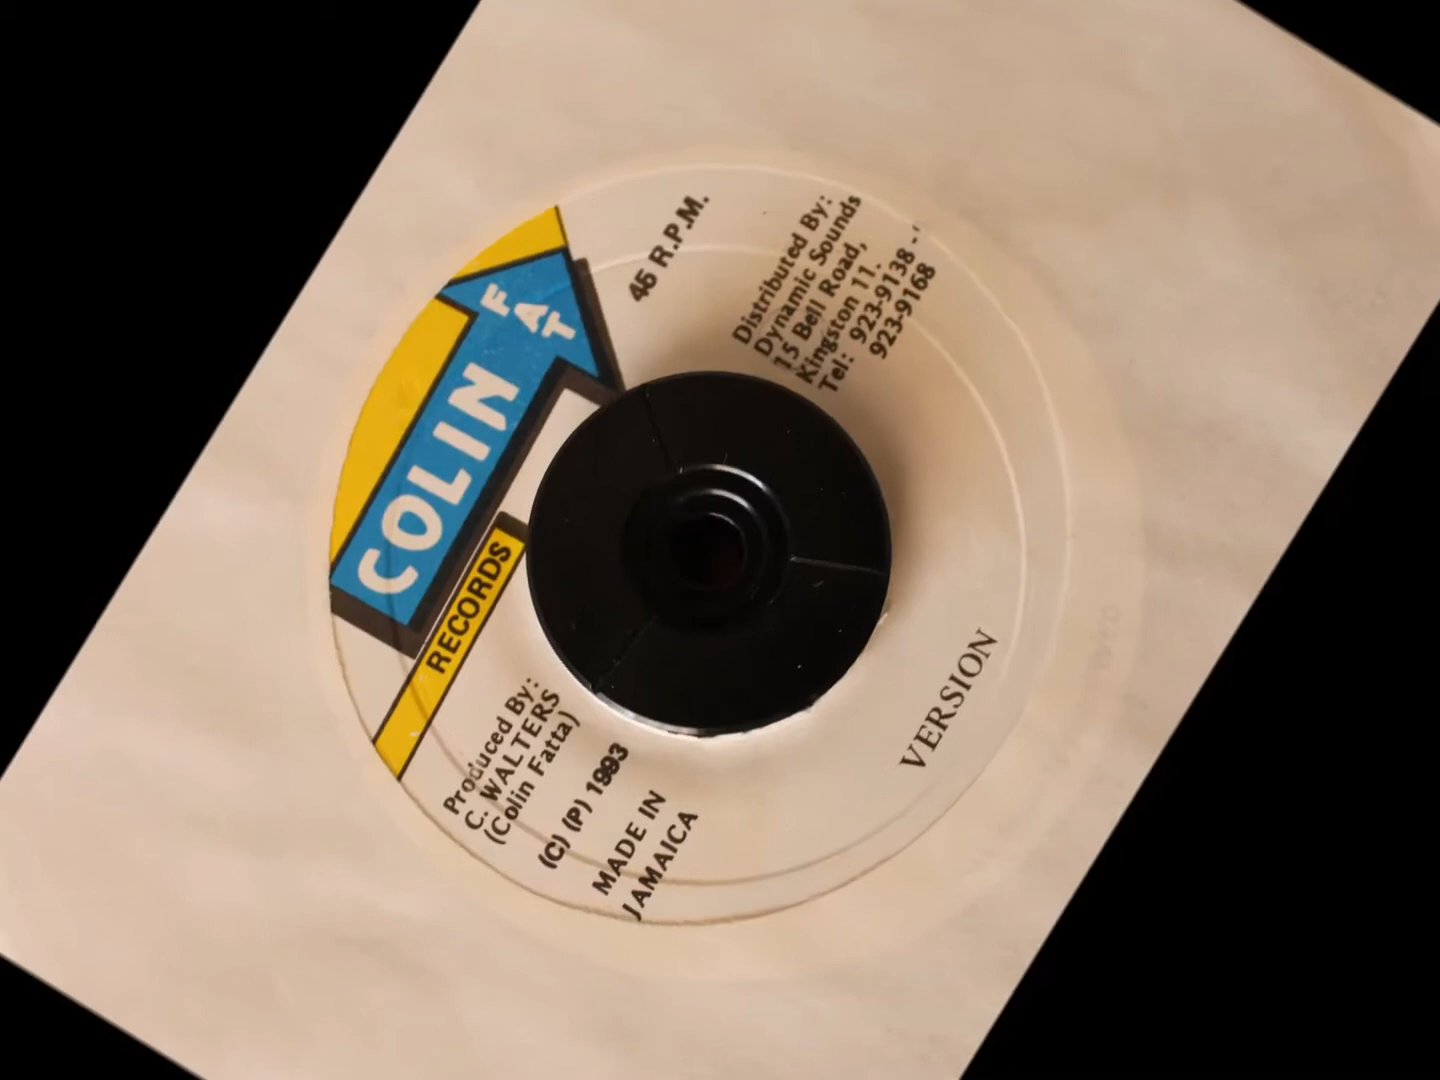 COLIN
FAT
RECORDS
45 R.P.M.
Distributed By:
Dynamic Sounds
15 Bell Road,
Kingston 11.
Tel: 923-9138 -
923-9168
Produced By:
C. WALTERS
(Colin Fatta)
(C) (P) 1993
MADE IN
JAMAICA
VERSION